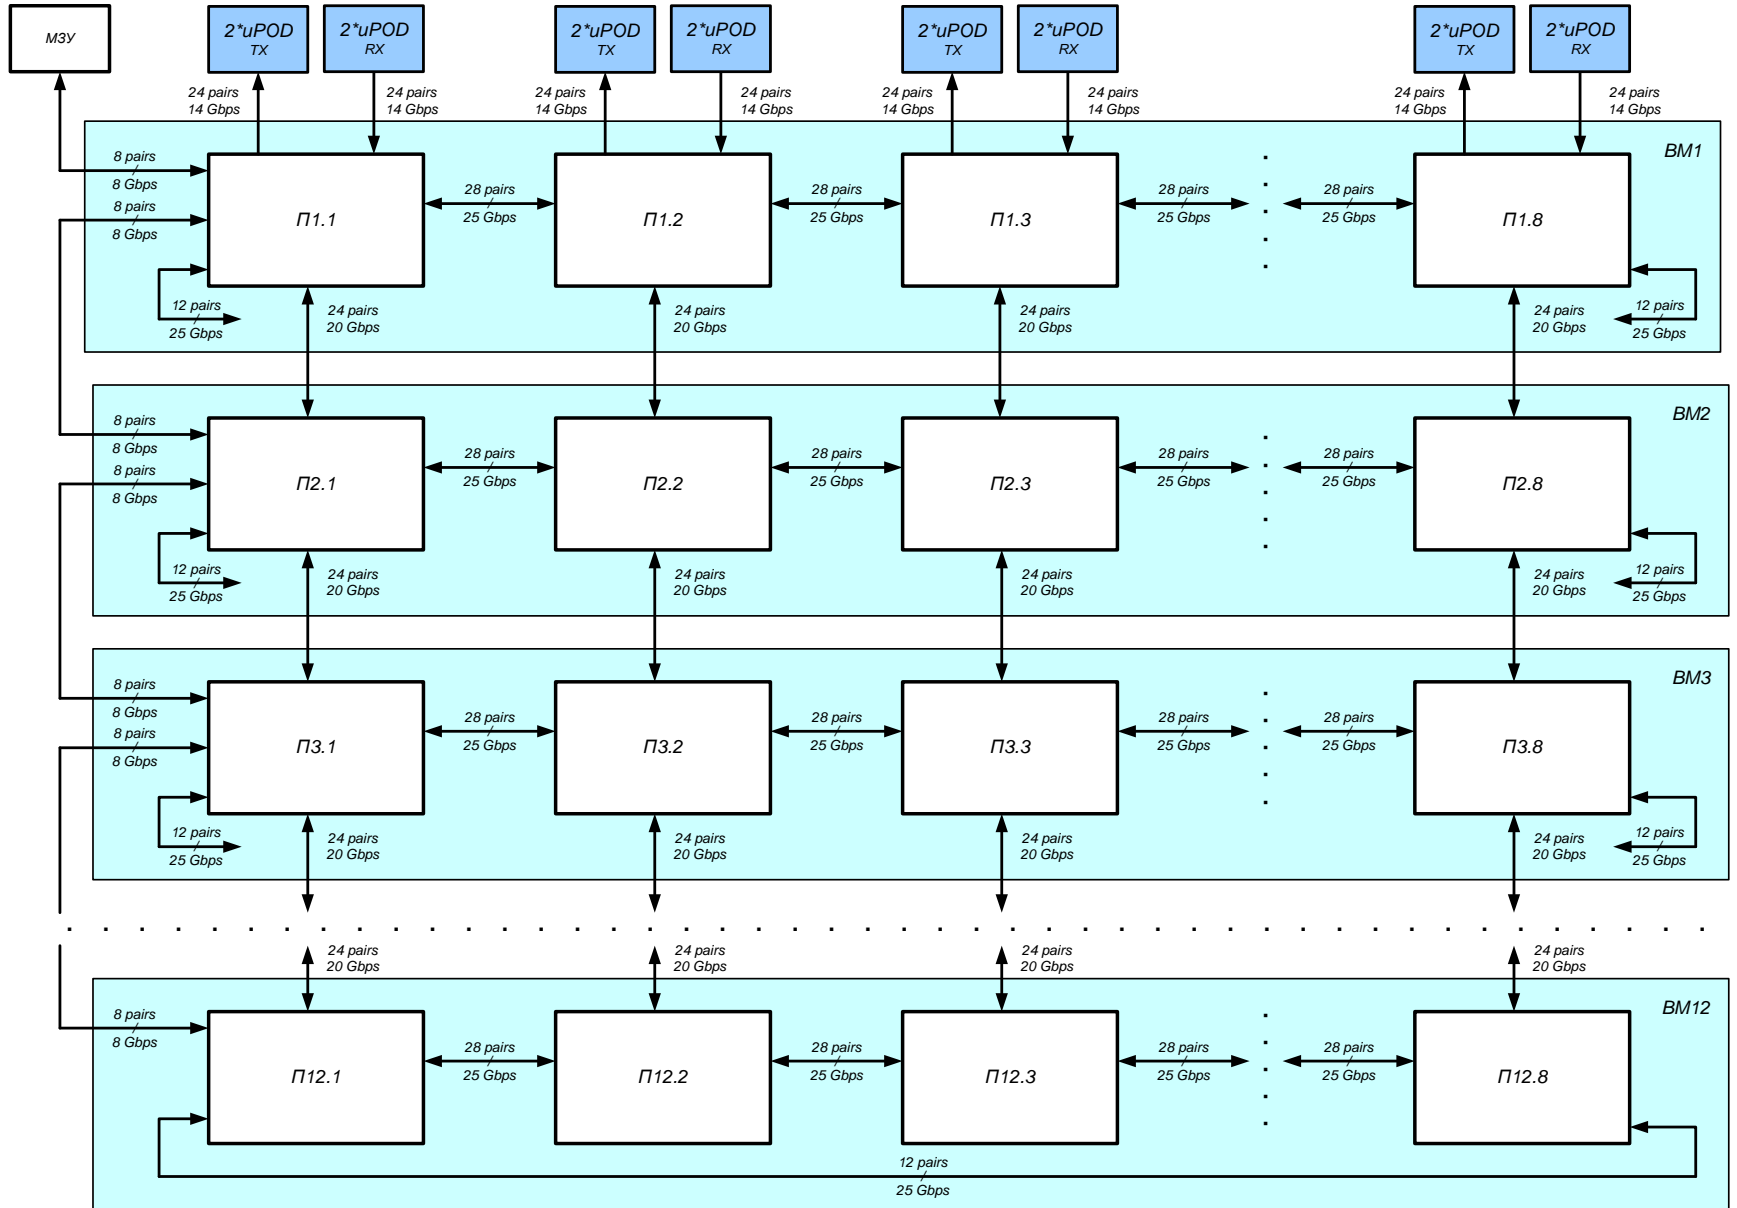 МЗУ
2*uPOD
TX
2*uPOD
RX
2*uPOD
TX
2*uPOD
RX
2*uPOD
TX
2*uPOD
RX
2*uPOD
TX
2*uPOD
RX
24 pairs
14 Gbps
24 pairs
14 Gbps
24 pairs
14 Gbps
24 pairs
14 Gbps
24 pairs
14 Gbps
24 pairs
14 Gbps
24 pairs
14 Gbps
24 pairs
14 Gbps
ВМ1
8 pairs
8 Gbps
8 pairs
8 Gbps
12 pairs
25 Gbps
П1.1
28 pairs
25 Gbps
П1.2
28 pairs
25 Gbps
П1.3
28 pairs
25 Gbps
28 pairs
25 Gbps
П1.8
12 pairs
25 Gbps
24 pairs
20 Gbps
24 pairs
20 Gbps
24 pairs
20 Gbps
24 pairs
20 Gbps
ВМ2
8 pairs
8 Gbps
8 pairs
8 Gbps
12 pairs
25 Gbps
П2.1
28 pairs
25 Gbps
П2.2
28 pairs
25 Gbps
П2.3
28 pairs
25 Gbps
28 pairs
25 Gbps
П2.8
12 pairs
25 Gbps
24 pairs
20 Gbps
24 pairs
20 Gbps
24 pairs
20 Gbps
24 pairs
20 Gbps
ВМ3
8 pairs
8 Gbps
8 pairs
8 Gbps
12 pairs
25 Gbps
П3.1
28 pairs
25 Gbps
П3.2
28 pairs
25 Gbps
П3.3
28 pairs
25 Gbps
28 pairs
25 Gbps
П3.8
12 pairs
25 Gbps
24 pairs
20 Gbps
24 pairs
20 Gbps
24 pairs
20 Gbps
24 pairs
20 Gbps
24 pairs
20 Gbps
24 pairs
20 Gbps
24 pairs
20 Gbps
24 pairs
20 Gbps
ВМ12
8 pairs
8 Gbps
П12.1
28 pairs
25 Gbps
П12.2
28 pairs
25 Gbps
П12.3
28 pairs
25 Gbps
28 pairs
25 Gbps
П12.8
12 pairs
25 Gbps